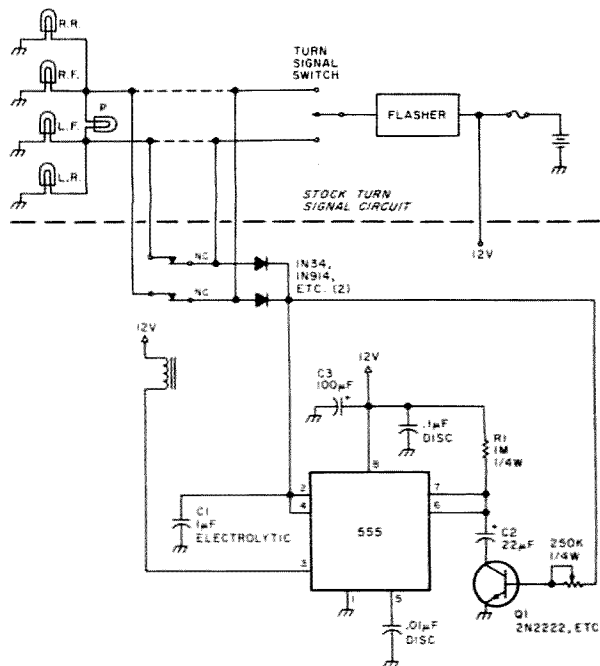 R.R.
R.F.
P
L.F.
L.R.
TURN
SIGNAL
SWITCH
FLASHER
STOCK TURN
SIGNAL CIRCUIT
12V
NC
NC
IN34,
IN914,
ETC. (2)
12V
12V
C3
100µF
+
.1µF
DISC
R1
1M
1/4W
8
2
4
7
6
C1
1µF
ELECTROLYTIC
555
+
C2
22µF
250K
1/4W
3
1
5
Q1
2N2222, ETC
.01µF
DISC